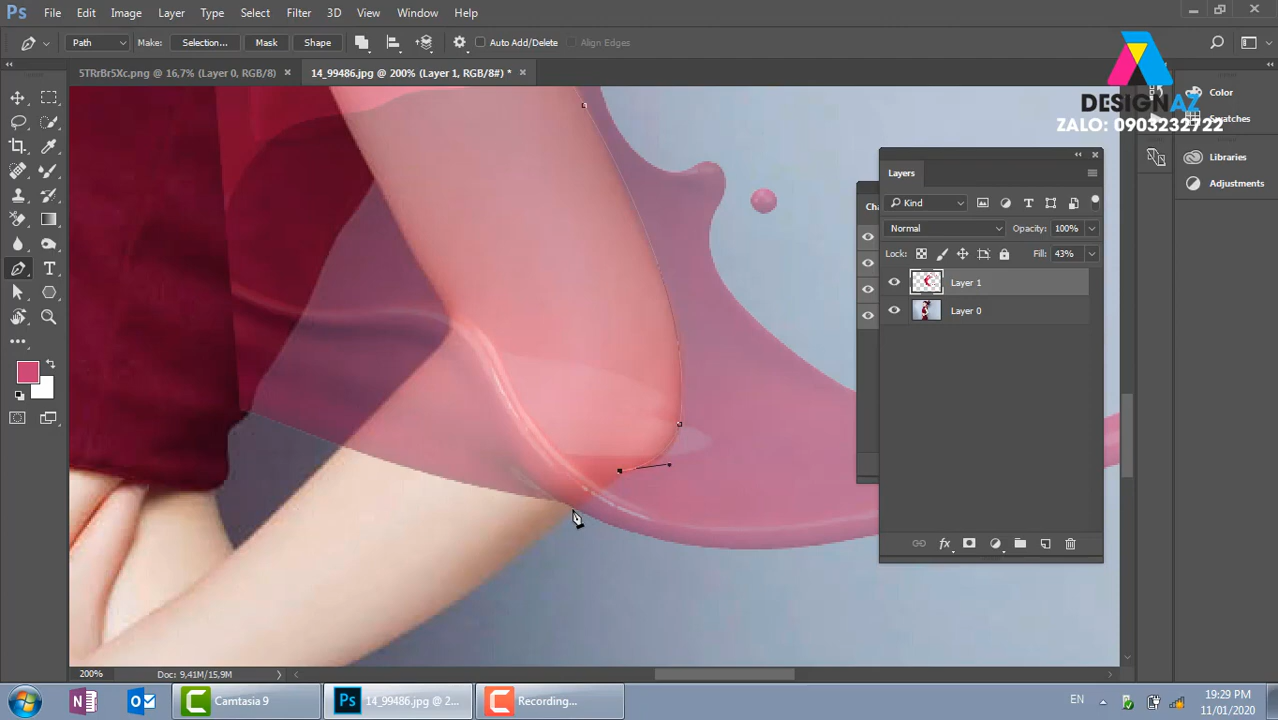 Ps File Edit Image Layer Type Select Filter 3D View Window Help
Path Make: Selection... Mask Shape Auto Add/Delete Align Edges
5TRrBr5Xc.png @ 16,7% (Layer 0, RGB/8) 14_99486.jpg @ 200% (Layer 1, RGB/8#) *
DESIGNAZ
ZALO: 0903232722
Color
Swatches
Libraries
Adjustments
Layers
Kind
Normal Opacity: 100%
Lock: Fill: 43%
Layer 1
Layer 0
fx
200% Doc: 9,41M/15,9M
Camtasia 9
Ps 14_99486.jpg @ 2...
Recording...
EN
19:29 PM
11/01/2020